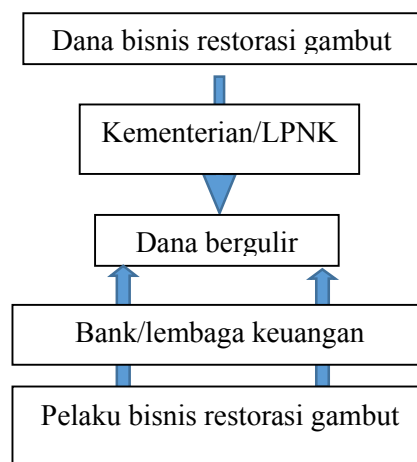 Dana bisnis restorasi gambut
Kementerian/LPNK
Dana bergulir
Bank/lembaga keuangan
Pelaku bisnis restorasi gambut